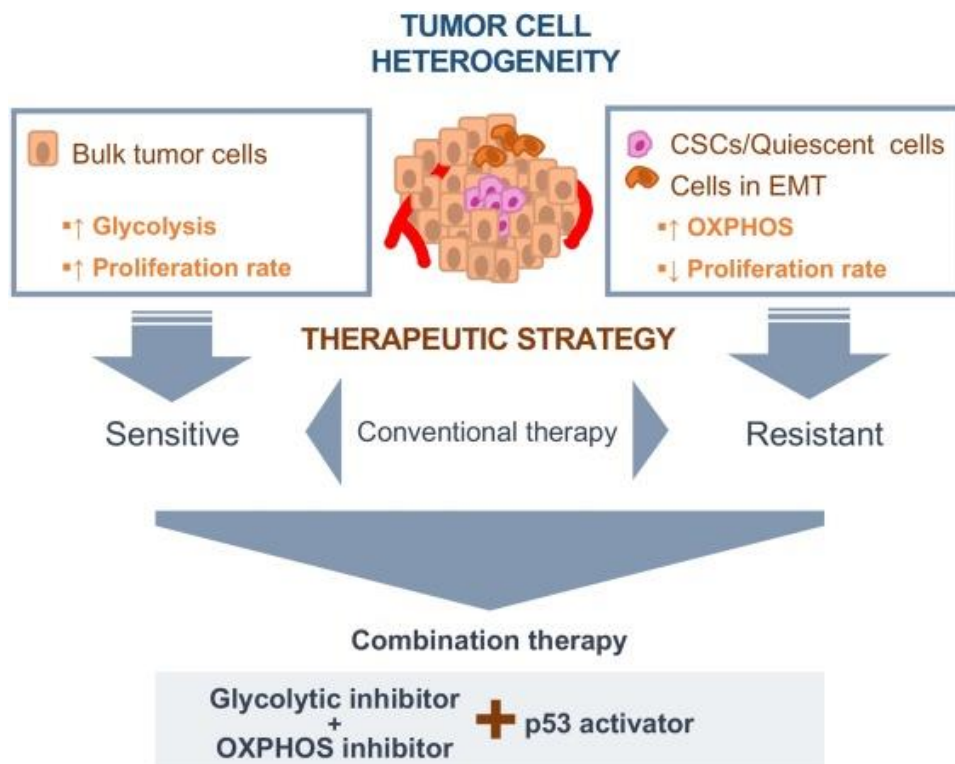 TUMOR CELL
HETEROGENEITY
Bulk tumor cells
▪↑ Glycolysis
▪↑ Proliferation rate
CSCs/Quiescent cells
Cells in EMT
▪↑ OXPHOS
▪↓ Proliferation rate
THERAPEUTIC STRATEGY
Sensitive
Conventional therapy
Resistant
Combination therapy
Glycolytic inhibitor
+
OXPHOS inhibitor
+ p53 activator